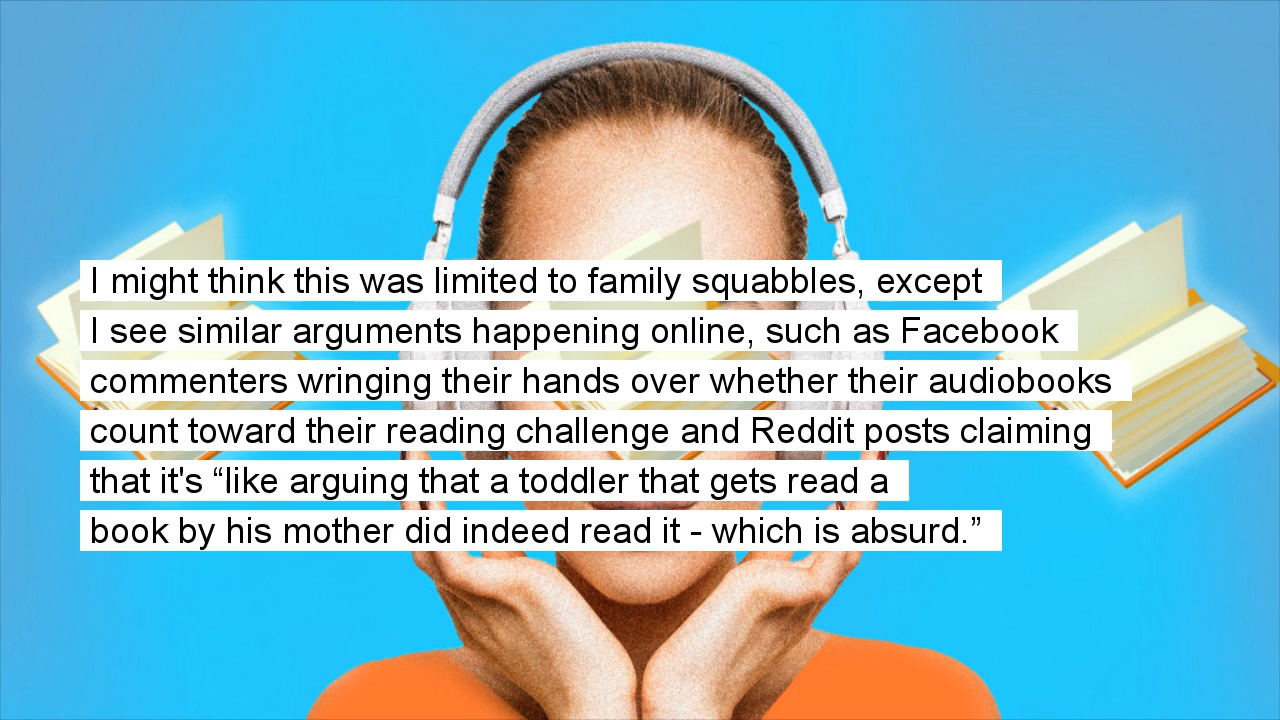 I might think this was limited to family squabbles, except
I see similar arguments happening online, such as Facebook
commenters wringing their hands over whether their audiobooks
count toward their reading challenge and Reddit posts claiming
that it's “like arguing that a toddler that gets read a
book by his mother did indeed read it - which is absurd.”